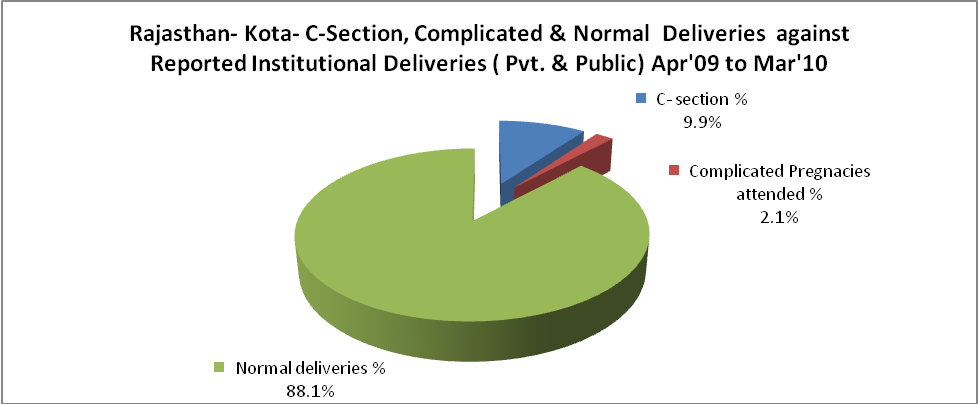 Rajasthan- Kota- C-Section, Complicated & Normal Deliveries against
Reported Institutional Deliveries ( Pvt. & Public) Apr'09 to Mar'10
C- section %
9.9%
Complicated Pregnacies
attended %
2.1%
Normal deliveries %
88.1%